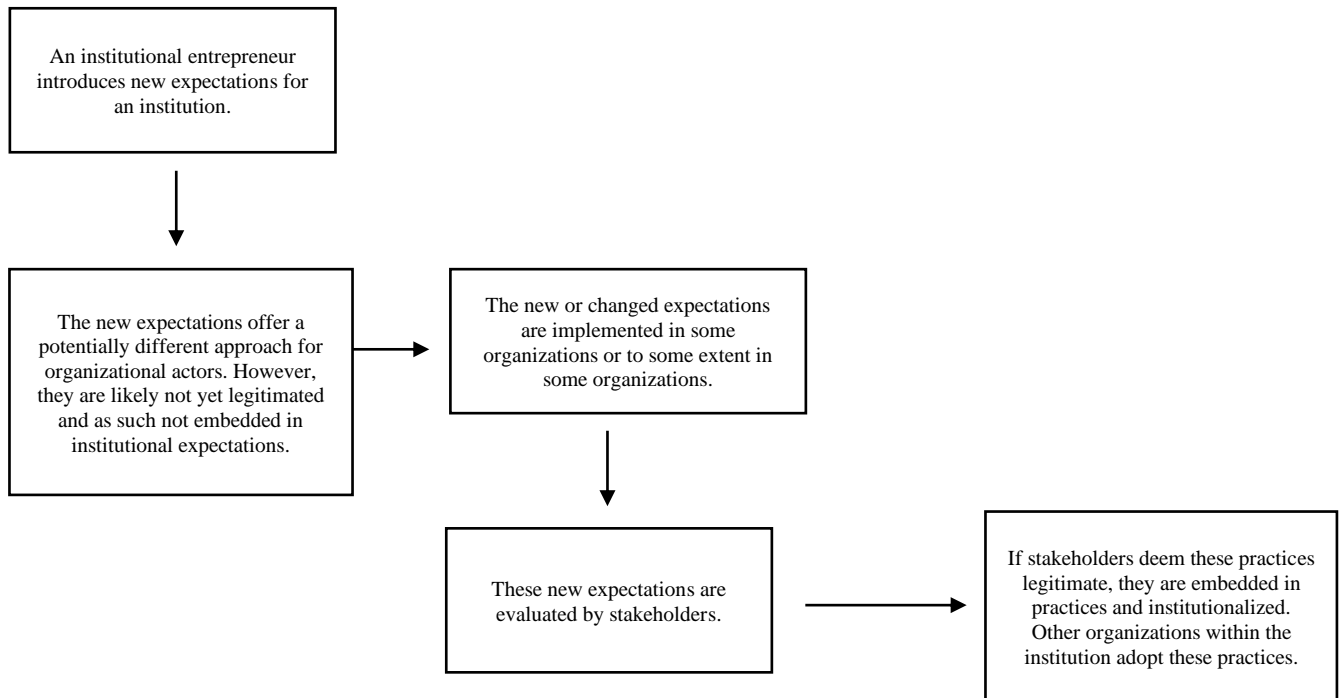 An institutional entrepreneur
introduces new expectations for
an institution.
The new expectations offer a
potentially different approach for
organizational actors. However,
they are likely not yet legitimated
and as such not embedded in
institutional expectations.
The new or changed expectations
are implemented in some
organizations or to some extent in
some organizations.
These new expectations are
evaluated by stakeholders.
If stakeholders deem these practices
legitimate, they are embedded in
practices and institutionalized.
Other organizations within the
institution adopt these practices.